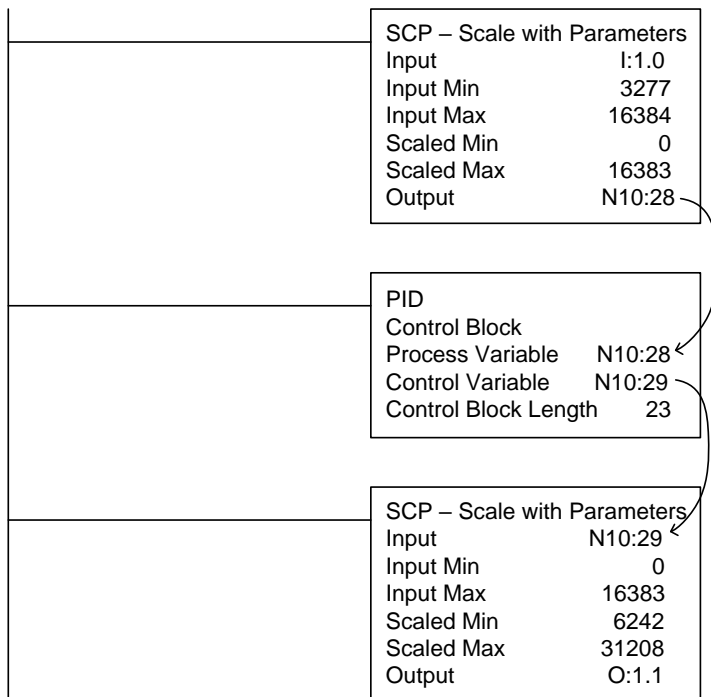 SCP – Scale with Parameters
Input I:1.0
Input Min 3277
Input Max 16384
Scaled Min 0
Scaled Max 16383
Output N10:28
PID
Control Block
Process Variable N10:28
Control Variable N10:29
Control Block Length 23
SCP – Scale with Parameters
Input N10:29
Input Min 0
Input Max 16383
Scaled Min 6242
Scaled Max 31208
Output O:1.1